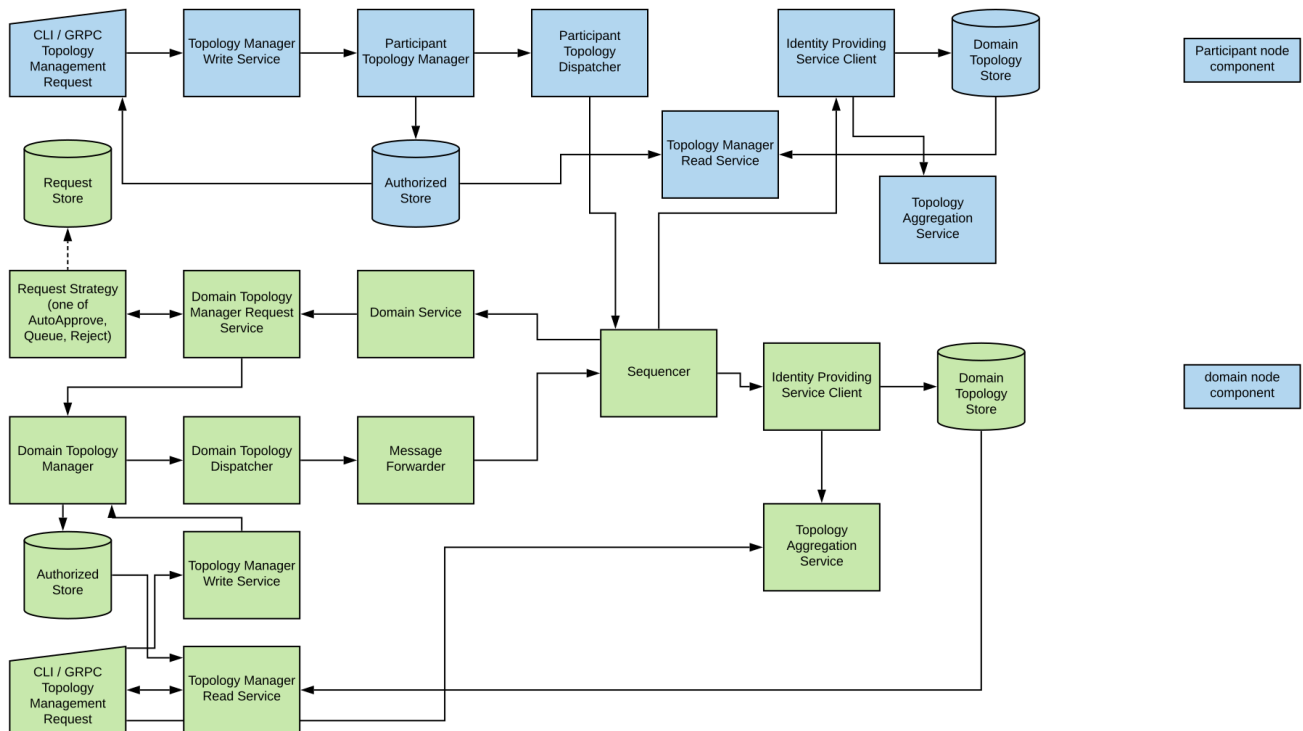 CLI / GRPC
Topology
Management
Request
Topology Manager
Write Service
Participant
Topology Manager
Participant
Topology
Dispatcher
Identity Providing
Service Client
Domain
Topology
Store
Participant node
component
Request
Store
Authorized
Store
Topology Manager
Read Service
Topology
Aggregation
Service
Request Strategy
(one of
AutoApprove,
Queue, Reject)
Domain Topology
Manager Request
Service
Domain Service
Sequencer
Identity Providing
Service Client
Domain
Topology
Store
domain node
component
Domain Topology
Manager
Domain Topology
Dispatcher
Message
Forwarder
Authorized
Store
Topology Manager
Write Service
Topology
Aggregation
Service
CLI / GRPC
Topology
Management
Request
Topology Manager
Read Service